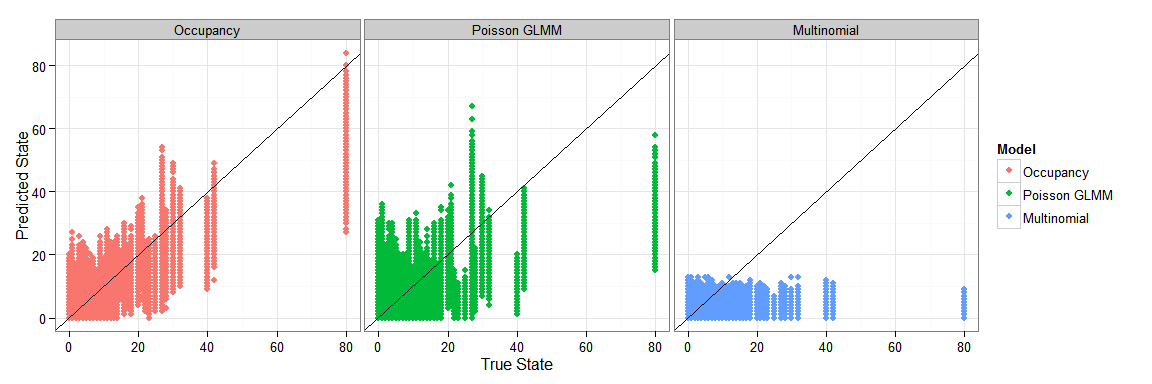 Occupancy Poisson GLMM Multinomial
80
60
40
20
0
Predicted State
0 20 40 60 80 0 20 40 60 80 0 20 40 60 80
True State
Model
Occupancy
Poisson GLMM
Multinomial